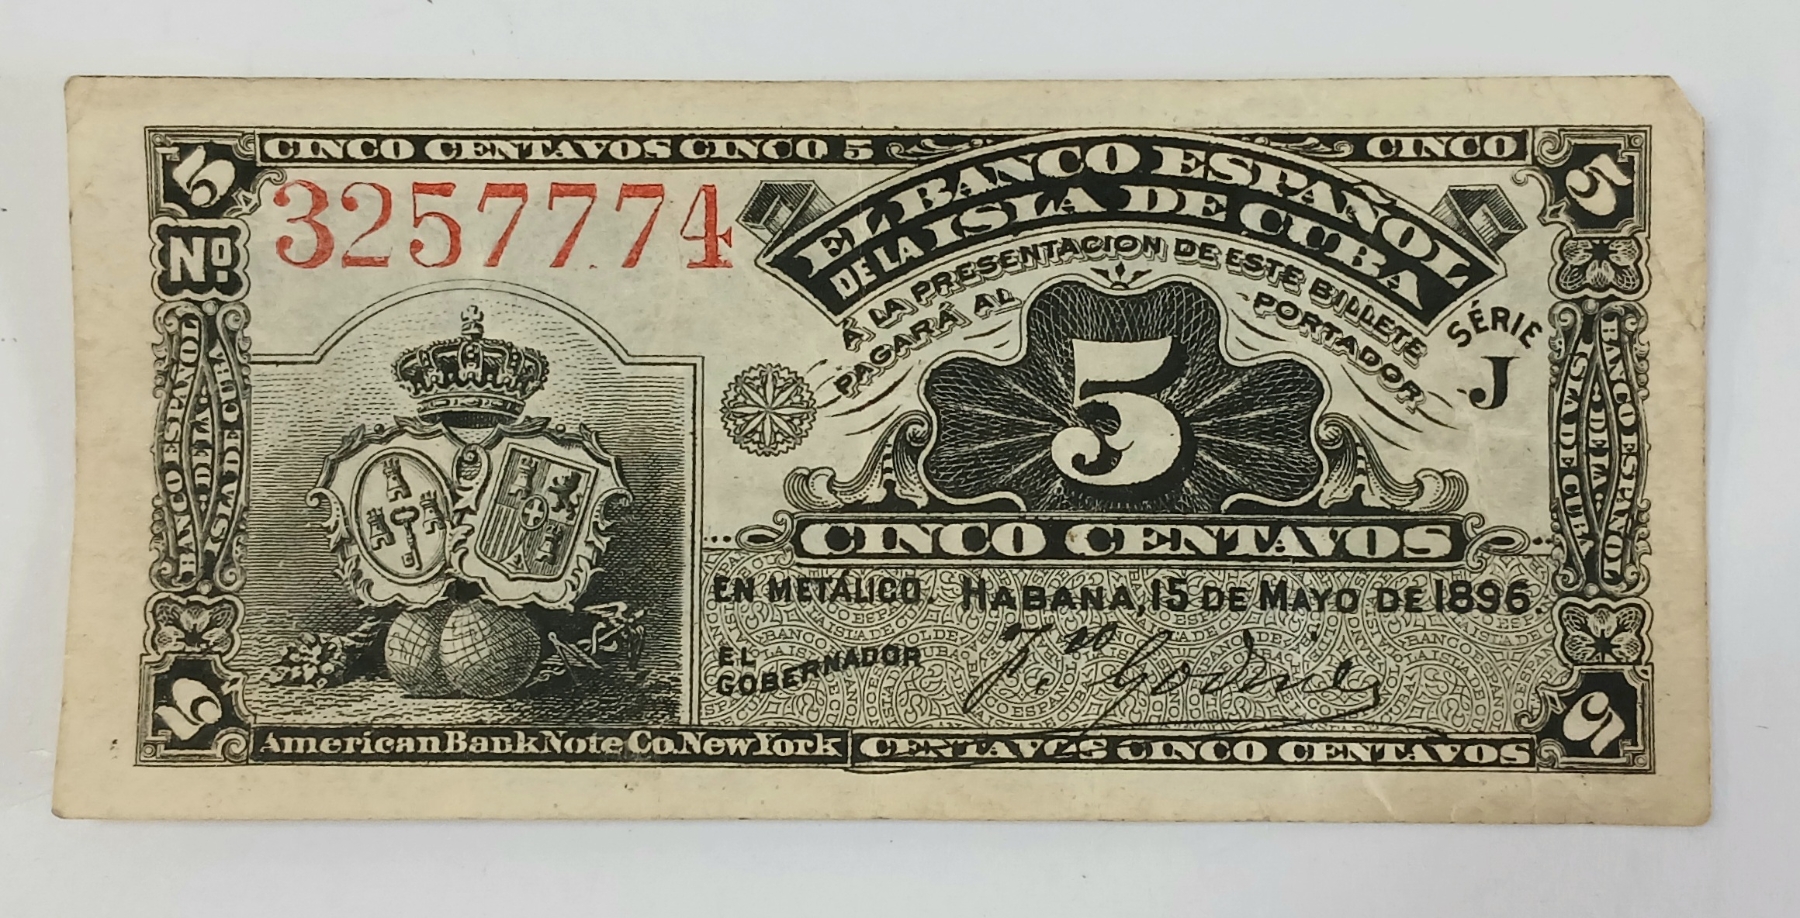 5 CINCO CENTAVOS CINCO 5 CINCO 5
Nº. 3257774
EL BANCO ESPAÑOL
DE LA ISLA DE CUBA
Á LA PRESENTACION DE ESTE BILLETE
PAGARÁ AL PORTADOR
SÉRIE
J
5
CINCO CENTAVOS
EN METÁLICO. HABANA, 15 DE MAYO DE 1896.
EL
GOBERNADOR
BANCO ESPAÑOL
DE LA
ISLA DE CUBA
BANCO ESPAÑOL
DE LA
ISLA DE CUBA
5 American Bank Note Co. New York CENTAVOS CINCO CENTAVOS 5